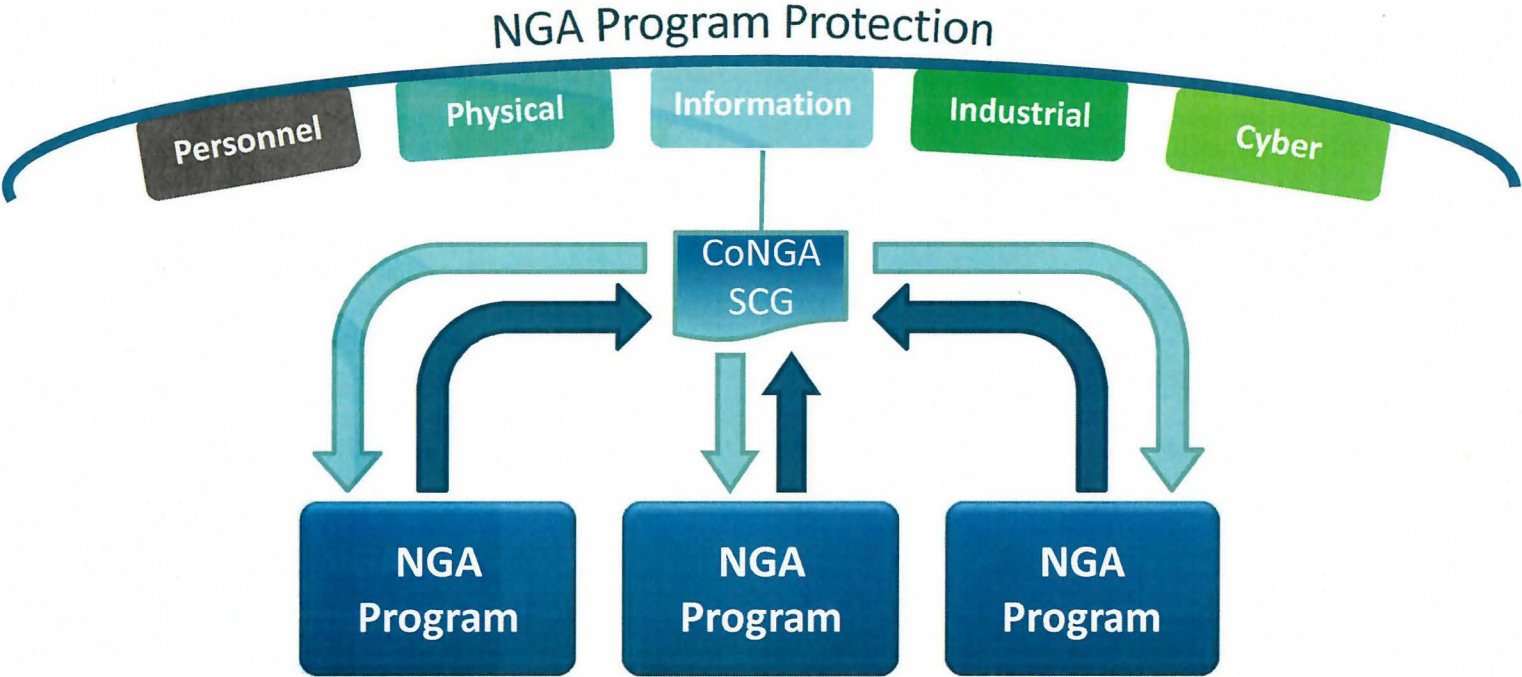 NGA Program Protection
Personnel
Physical
Information
Industrial
Cyber
CoNGA
SCG
NGA
Program
NGA
Program
NGA
Program